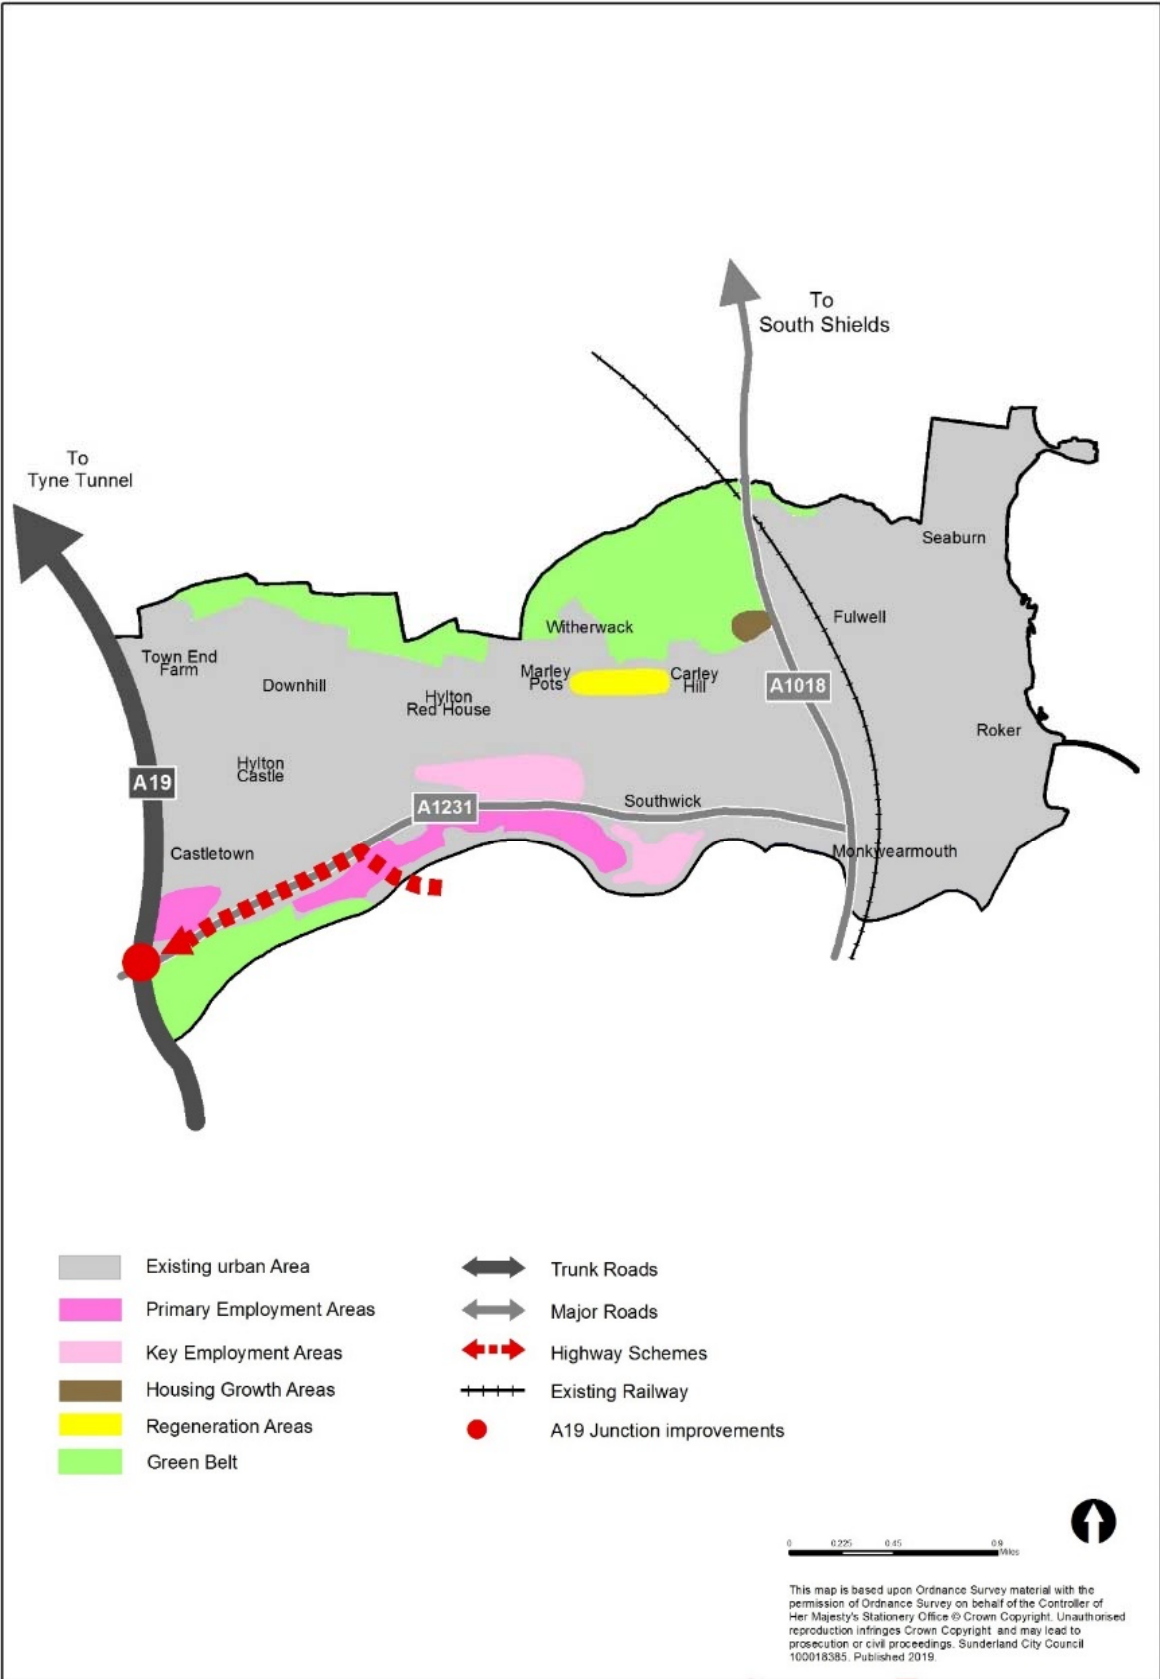 To
South Shields
To
Tyne Tunnel
Seaburn
Fulwell
Witherwack
Town End
Farm
Downhill
Hylton
Red House
Marley
Pots
Carley
Hill
A1018
Roker
Hylton
Castle
A19
A1231
Southwick
Castletown
Monkwearmouth
Existing urban Area
Primary Employment Areas
Key Employment Areas
Housing Growth Areas
Regeneration Areas
Green Belt
Trunk Roads
Major Roads
Highway Schemes
Existing Railway
A19 Junction improvements
0 0.225 0.45 0.9
Miles
This map is based upon Ordnance Survey material with the
permission of Ordnance Survey on behalf of the Controller of
Her Majesty's Stationery Office © Crown Copyright. Unauthorised
reproduction infringes Crown Copyright and may lead to
prosecution or civil proceedings. Sunderland City Council
100018385. Published 2019.